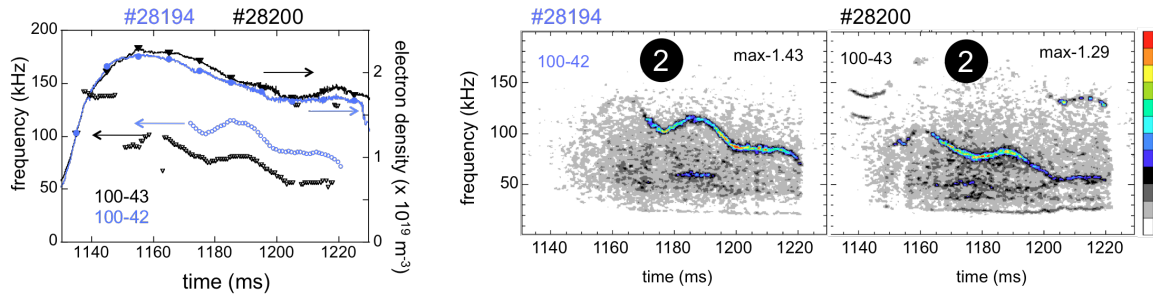 #28194 #28200
200
150
100
50
0
frequency (kHz)
2
1
0
electron density (x 10¹⁹ m⁻³)
100-43
100-42
1140 1160 1180 1200 1220
time (ms)
#28194
100-42
2
max-1.43
150
100
50
frequency (kHz)
1140 1160 1180 1200 1220
time (ms)
#28200
100-43
2
max-1.29
1140 1160 1180 1200 1220
time (ms)